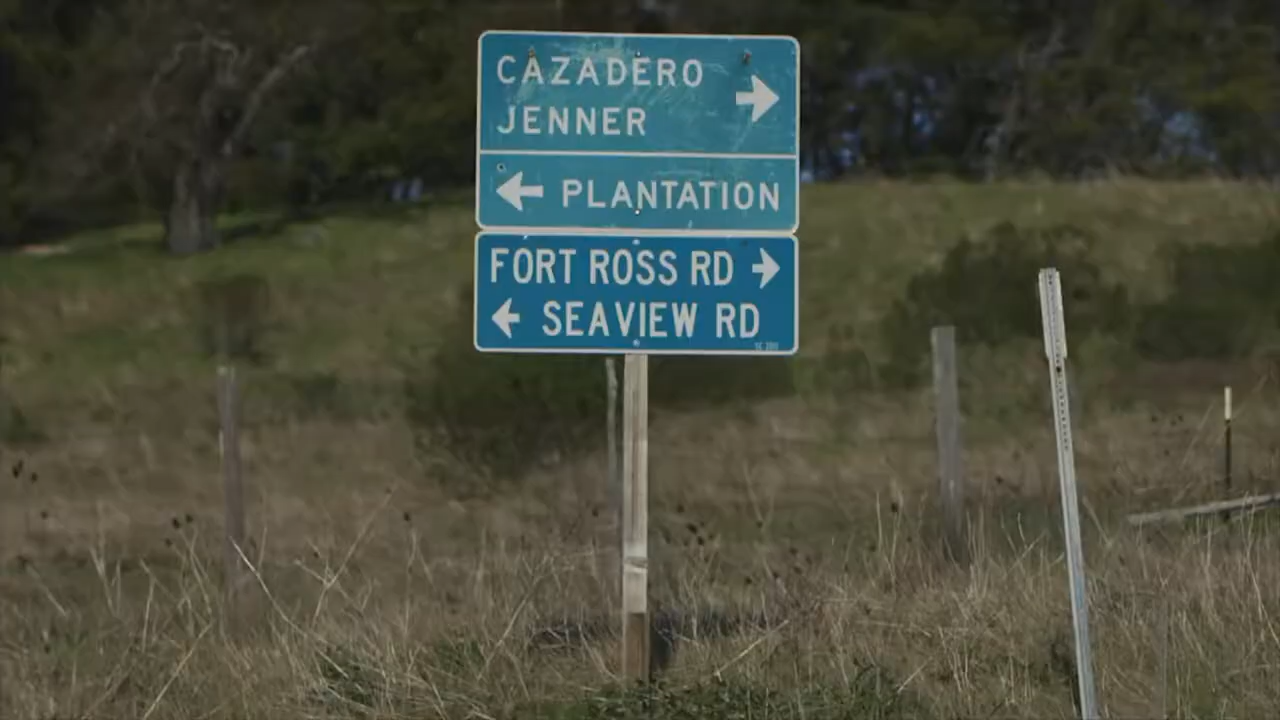 CAZADERO
JENNER
PLANTATION
FORT ROSS RD
SEAVIEW RD